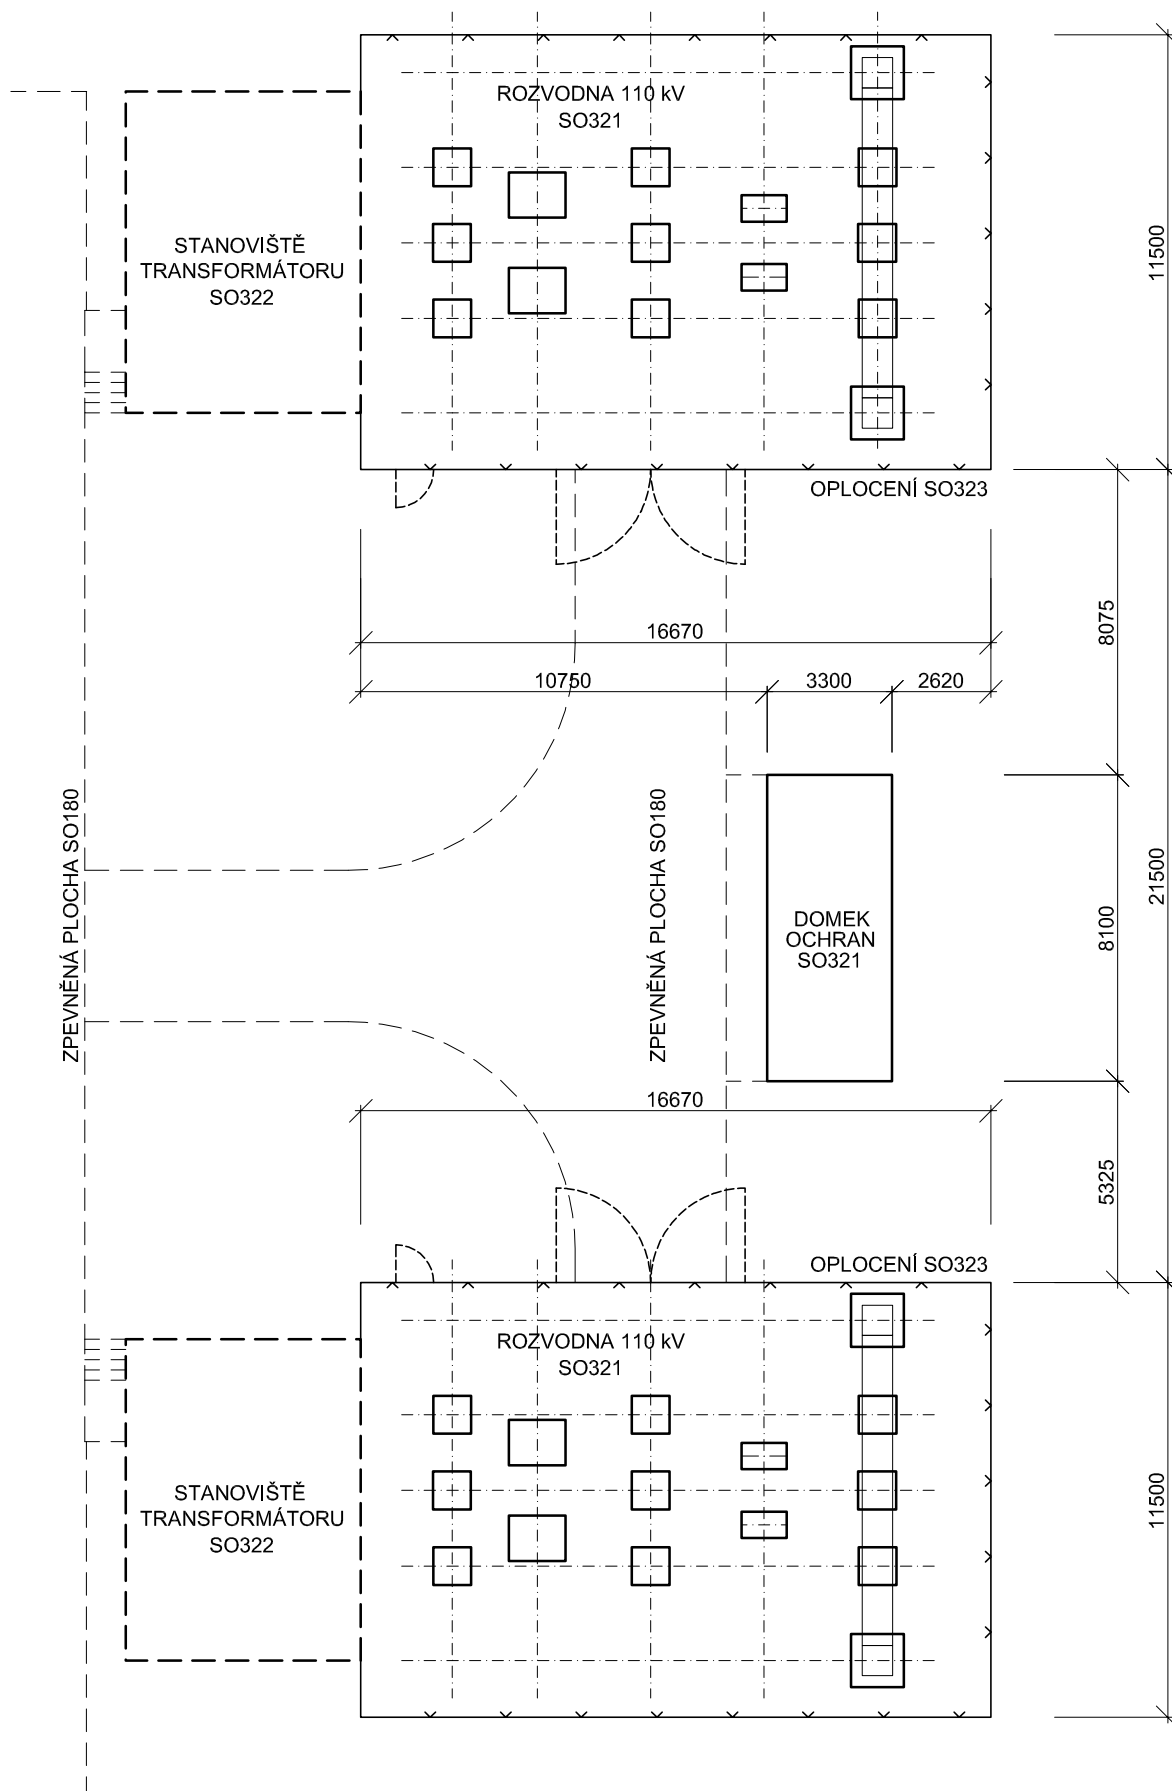 ROZVODNA 110 kV
SO321
STANOVIŠTĚ
TRANSFORMÁTORU
SO322
11500
OPLOCENÍ SO323
16670
10750
3300
2620
8075
ZPEVNĚNÁ PLOCHA SO180
ZPEVNĚNÁ PLOCHA SO180
DOMEK
OCHRAN
SO321
8100
21500
16670
5325
OPLOCENÍ SO323
ROZVODNA 110 kV
SO321
STANOVIŠTĚ
TRANSFORMÁTORU
SO322
11500